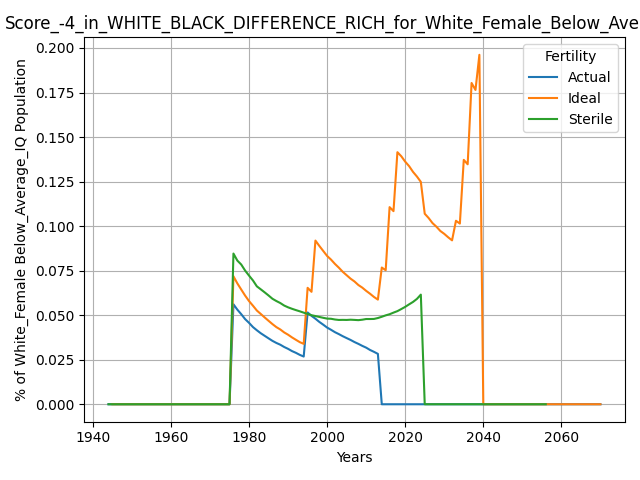 Score_-4_in_WHITE_BLACK_DIFFERENCE_RICH_for_White_Female_Below_Ave
Fertility
Actual
Ideal
Sterile
% of White_Female Below_Average_IQ Population
0.200
0.175
0.150
0.125
0.100
0.075
0.050
0.025
0.000
1940 1960 1980 2000 2020 2040 2060
Years